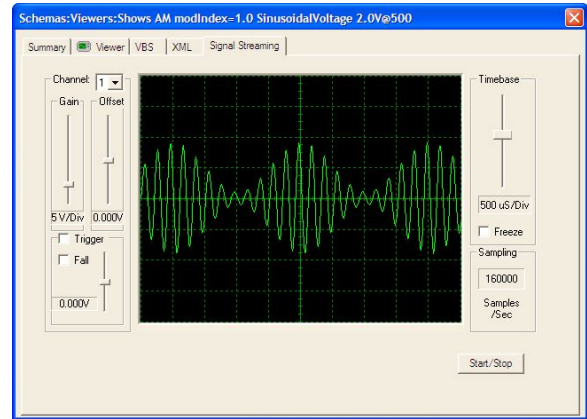 Schemas:Viewers:Shows AM modIndex=1.0 SinusoidalVoltage 2.0V@500
Summary Viewer VBS XML Signal Streaming
Channel: 1
Gain Offset
5 V/Div 0.000V
Trigger
Fall
0.000V
Timebase
500 uS/Div
Freeze
Sampling
160000
Samples
/Sec
Start/Stop